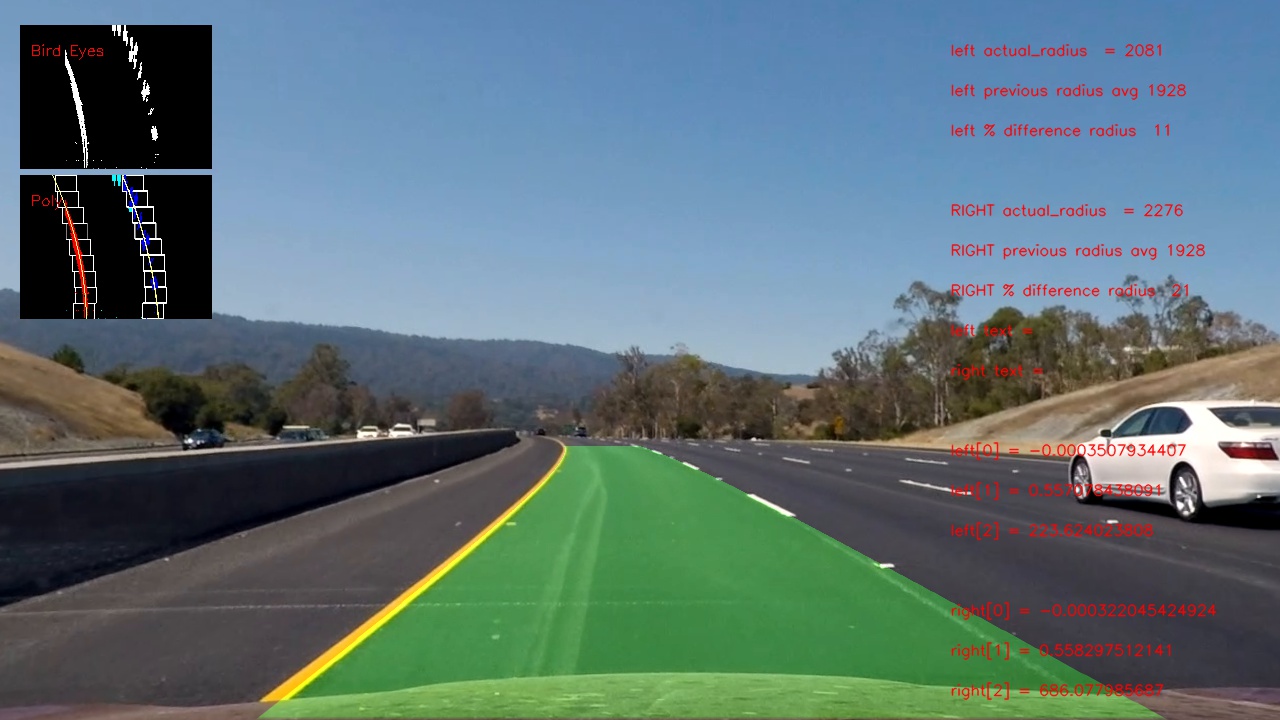 Bird Eyes
Poly
left actual_radius = 2081
left previous radius avg 1928
left % difference radius 11
RIGHT actual_radius = 2276
RIGHT previous radius avg 1928
RIGHT % difference radius 21
left text =
right text =
left[0] = -0.0003507934407
left[1] = 0.557078438091
left[2] = 223.624023808
right[0] = -0.000322045424924
right[1] = 0.558297512141
right[2] = 686.077985687